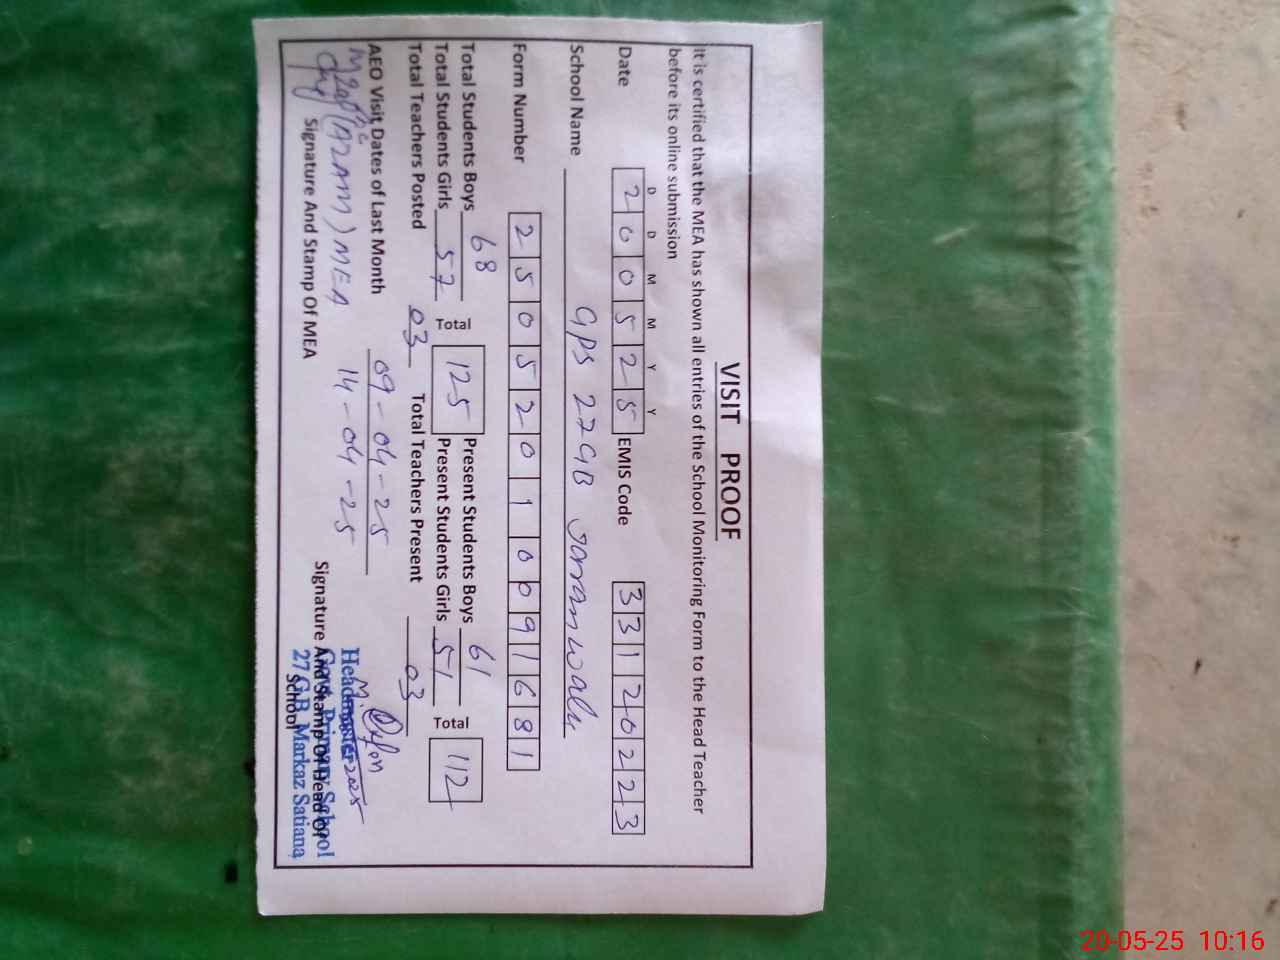 VISIT PROOF
It is certified that the MEA has shown all entries of the School Monitoring Form to the Head Teacher
before its online submission
D D M M Y Y
Date 2 0 0 5 2 5 EMIS Code 3 3 1 2 0 2 2 3
School Name GPS 27GB
Form Number 2 5 0 5 2 0 1 0 0 9 1 6 8 1
Total Students Boys 68 Present Students Boys 61
Total Students Girls 57 Total 125 Present Students Girls 51 Total 112
Total Teachers Posted 03 Total Teachers Present 03
AEO Visit Dates of Last Month 09-04-25
14-04-25
(AZAM) MEA
Signature And Stamp Of MEA
Signature And Stamp Of Head Of
School
Headmaster
Govt. Primary School
27 G.B. Markaz Satiana
20-05-25 10:16